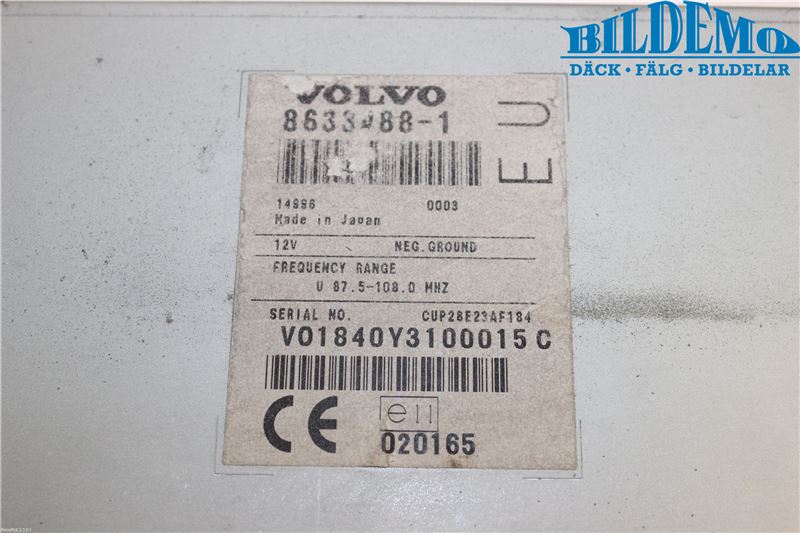 BILDEMO
DÄCK • FÄLG • BILDELAR
VOLVO
EU
14996 0003
Made in Japan
12V NEG. GROUND
FREQUENCY RANGE
U 87.5-108.0 MHZ
SERIAL NO. CUP28E23AF184
V01840Y3100015C
CE e11
020165